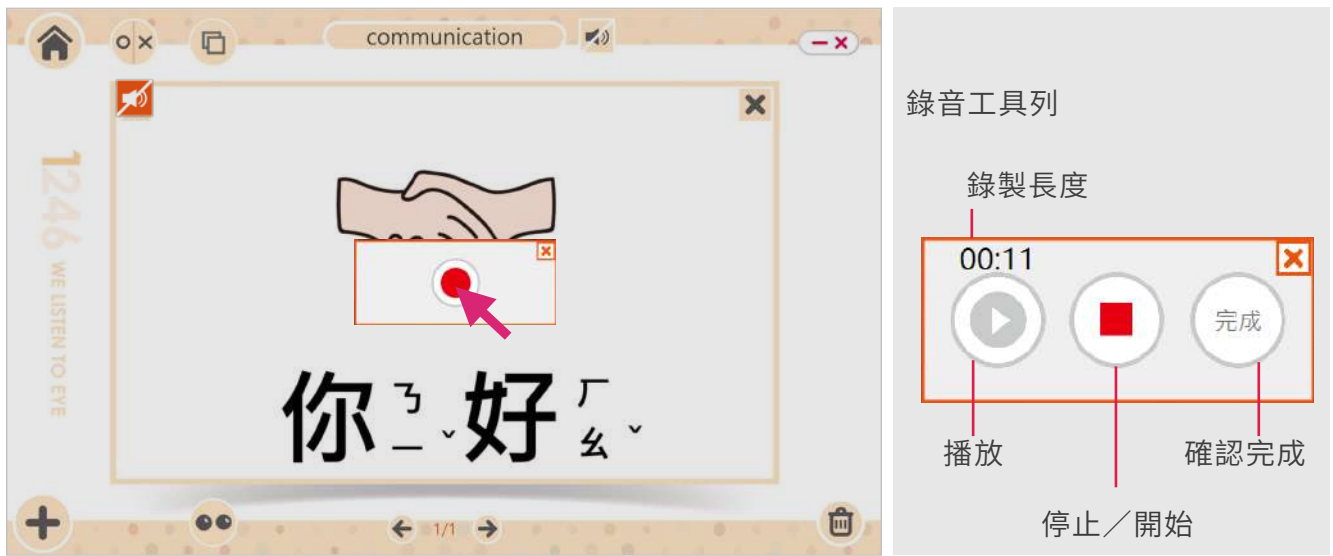 communication
1246 WE LISTEN TO EYE
你ㄋㄧˇ好ㄏㄠˇ
1/1
錄音工具列
錄製長度
00:11
完成
播放
確認完成
停止／開始